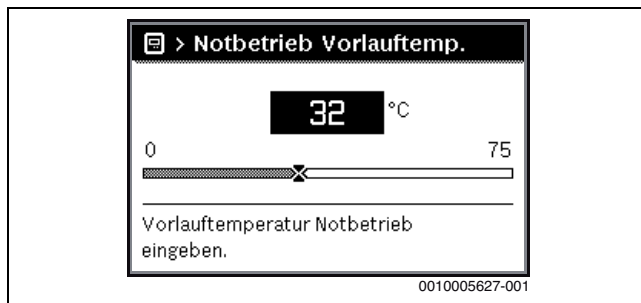 > Notbetrieb Vorlauftemp.
32 °C
0 75
Vorlauftemperatur Notbetrieb
eingeben.
0010005627-001